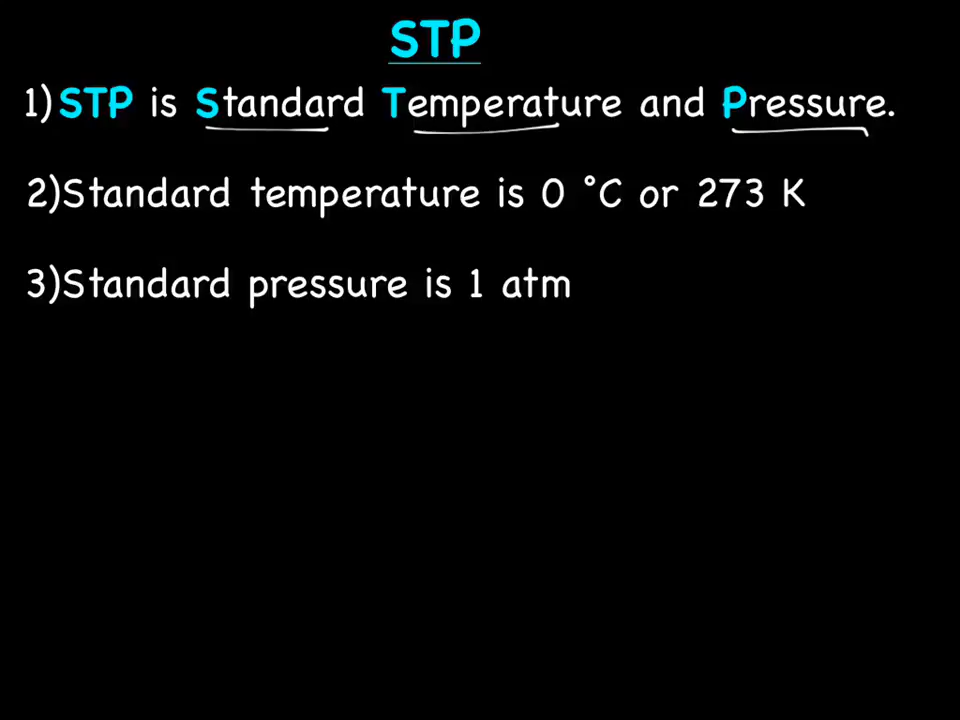 STP
1)STP is Standard Temperature and Pressure.
2)Standard temperature is 0 °C or 273 K
3)Standard pressure is 1 atm